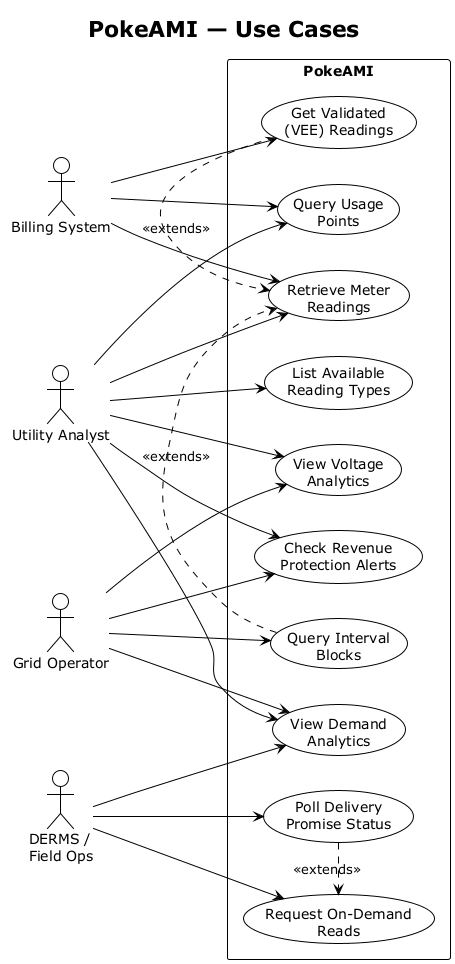 PokeAMI — Use Cases
PokeAMI
Get Validated
(VEE) Readings
Billing System
Query Usage
Points
«extends»
Retrieve Meter
Readings
List Available
Reading Types
Utility Analyst
«extends»
View Voltage
Analytics
Check Revenue
Protection Alerts
Grid Operator
Query Interval
Blocks
View Demand
Analytics
DERMS /
Field Ops
Poll Delivery
Promise Status
«extends»
Request On-Demand
Reads